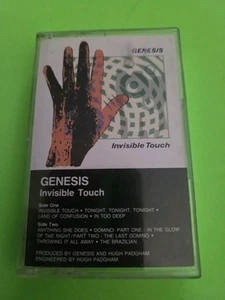 GENESIS
Invisible Touch
GENESIS
Invisible Touch
Side One
INVISIBLE TOUCH • TONIGHT, TONIGHT, TONIGHT •
LAND OF CONFUSION • IN TOO DEEP
Side Two
ANYTHING SHE DOES • DOMINO: PART ONE - IN THE GLOW
OF THE NIGHT / PART TWO - THE LAST DOMINO •
THROWING IT ALL AWAY • THE BRAZILIAN
PRODUCED BY GENESIS AND HUGH PADGHAM
ENGINEERED BY HUGH PADGHAM